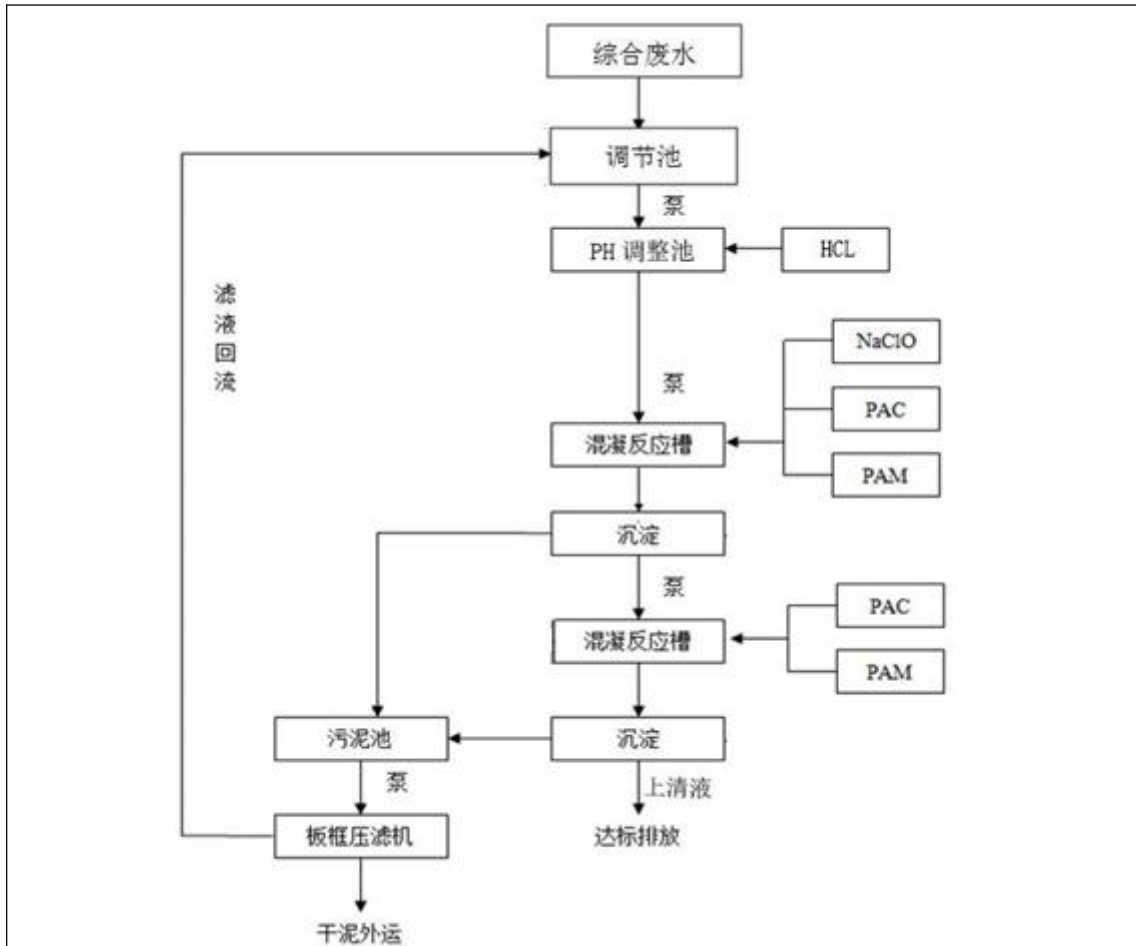 综合废水
调节池
泵
PH 调整池
HCL
滤液回流
NaClO
泵
PAC
混凝反应槽
PAM
沉淀
泵
PAC
混凝反应槽
PAM
污泥池
沉淀
泵
上清液
板框压滤机
达标排放
干泥外运